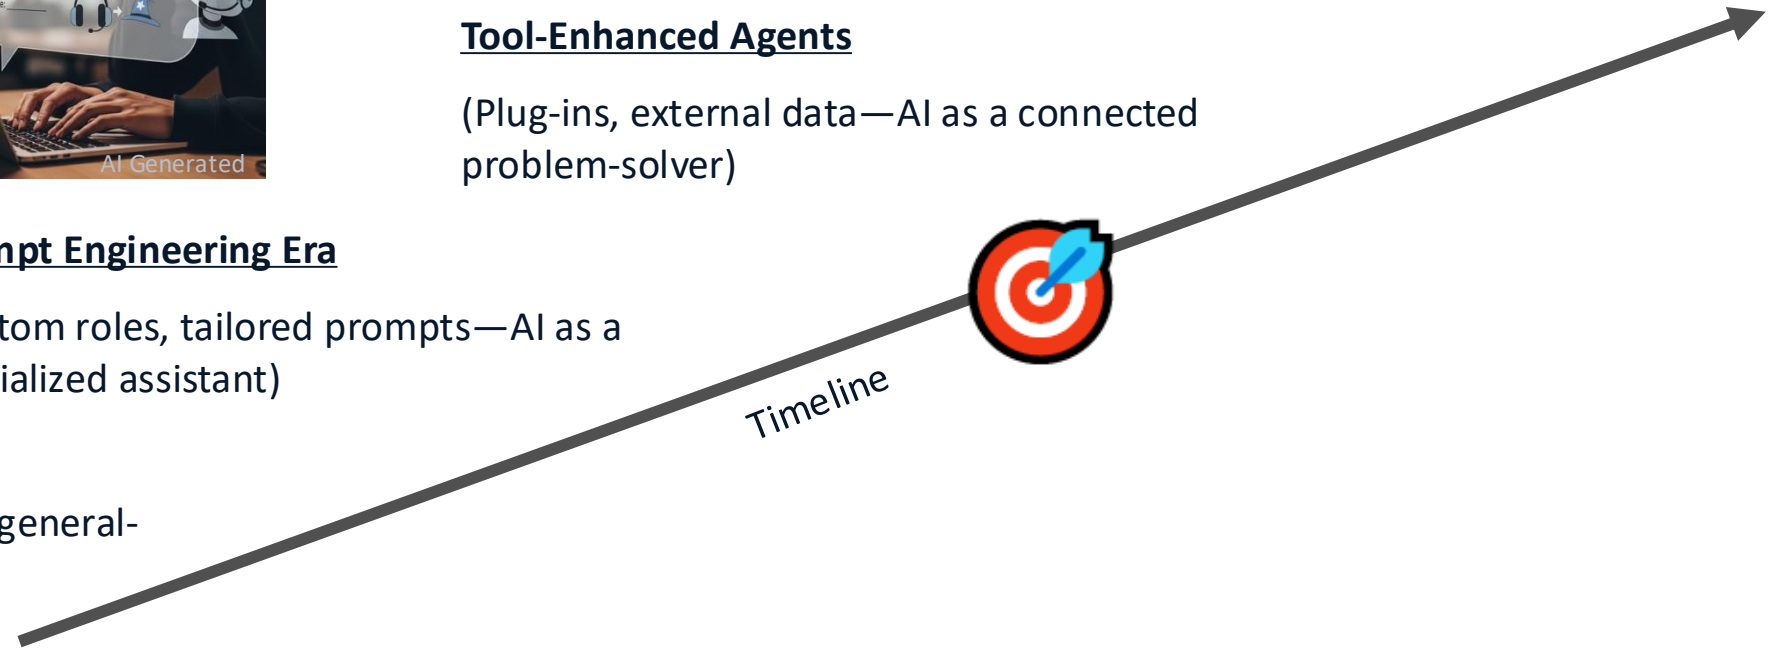 Tool-Enhanced Agents
(Plug-ins, external data—AI as a connected
problem-solver)
AI Generated
mpt Engineering Era
tom roles, tailored prompts—AI as a
ialized assistant)
Timeline
general-